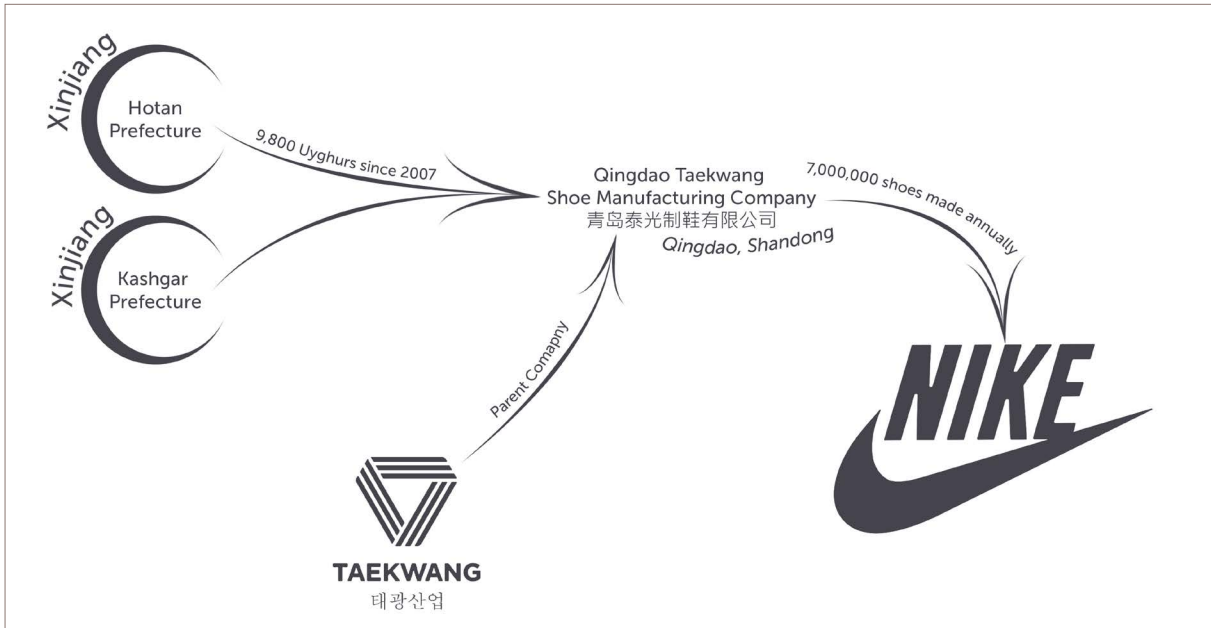 Xinjiang
Hotan
Prefecture
9,800 Uyghurs since 2007
Xinjiang
Kashgar
Prefecture
Qingdao Taekwang
Shoe Manufacturing Company
青岛泰光制鞋有限公司
Qingdao, Shandong
7,000,000 shoes made annually
Parent Comapny
NIKE
TAEKWANG
태광산업